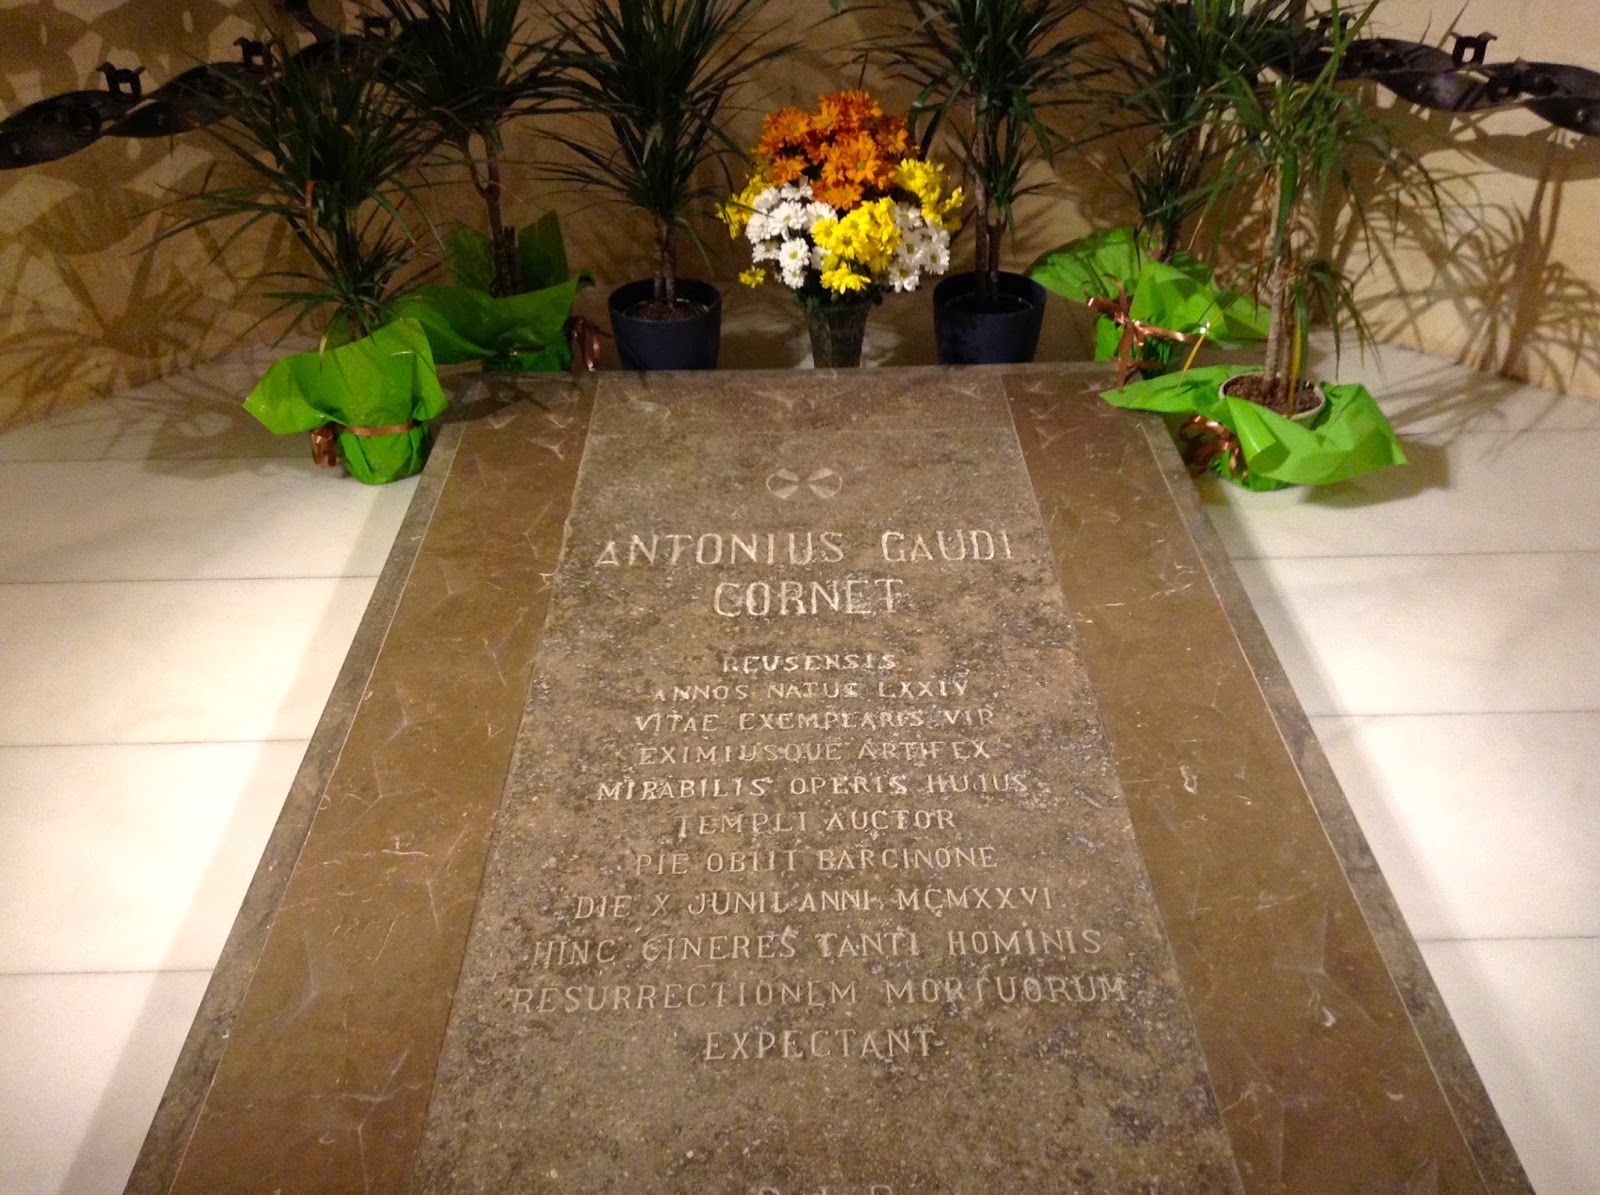 ANTONIUS GAUDI
CORNET
REUSENSIS
ANNOS NATUS LXXIV
VITAE EXEMPLARIS VIR
EXIMIUSQUE ARTIFEX
MIRABILIS OPERIS HUJUS
TEMPLI AUCTOR
PIE OBIIT BARCINONE
DIE X JUNII ANNI MCMXXVI
HINC CINERES TANTI HOMINIS
RESURRECTIONEM MORTUORUM
EXPECTANT